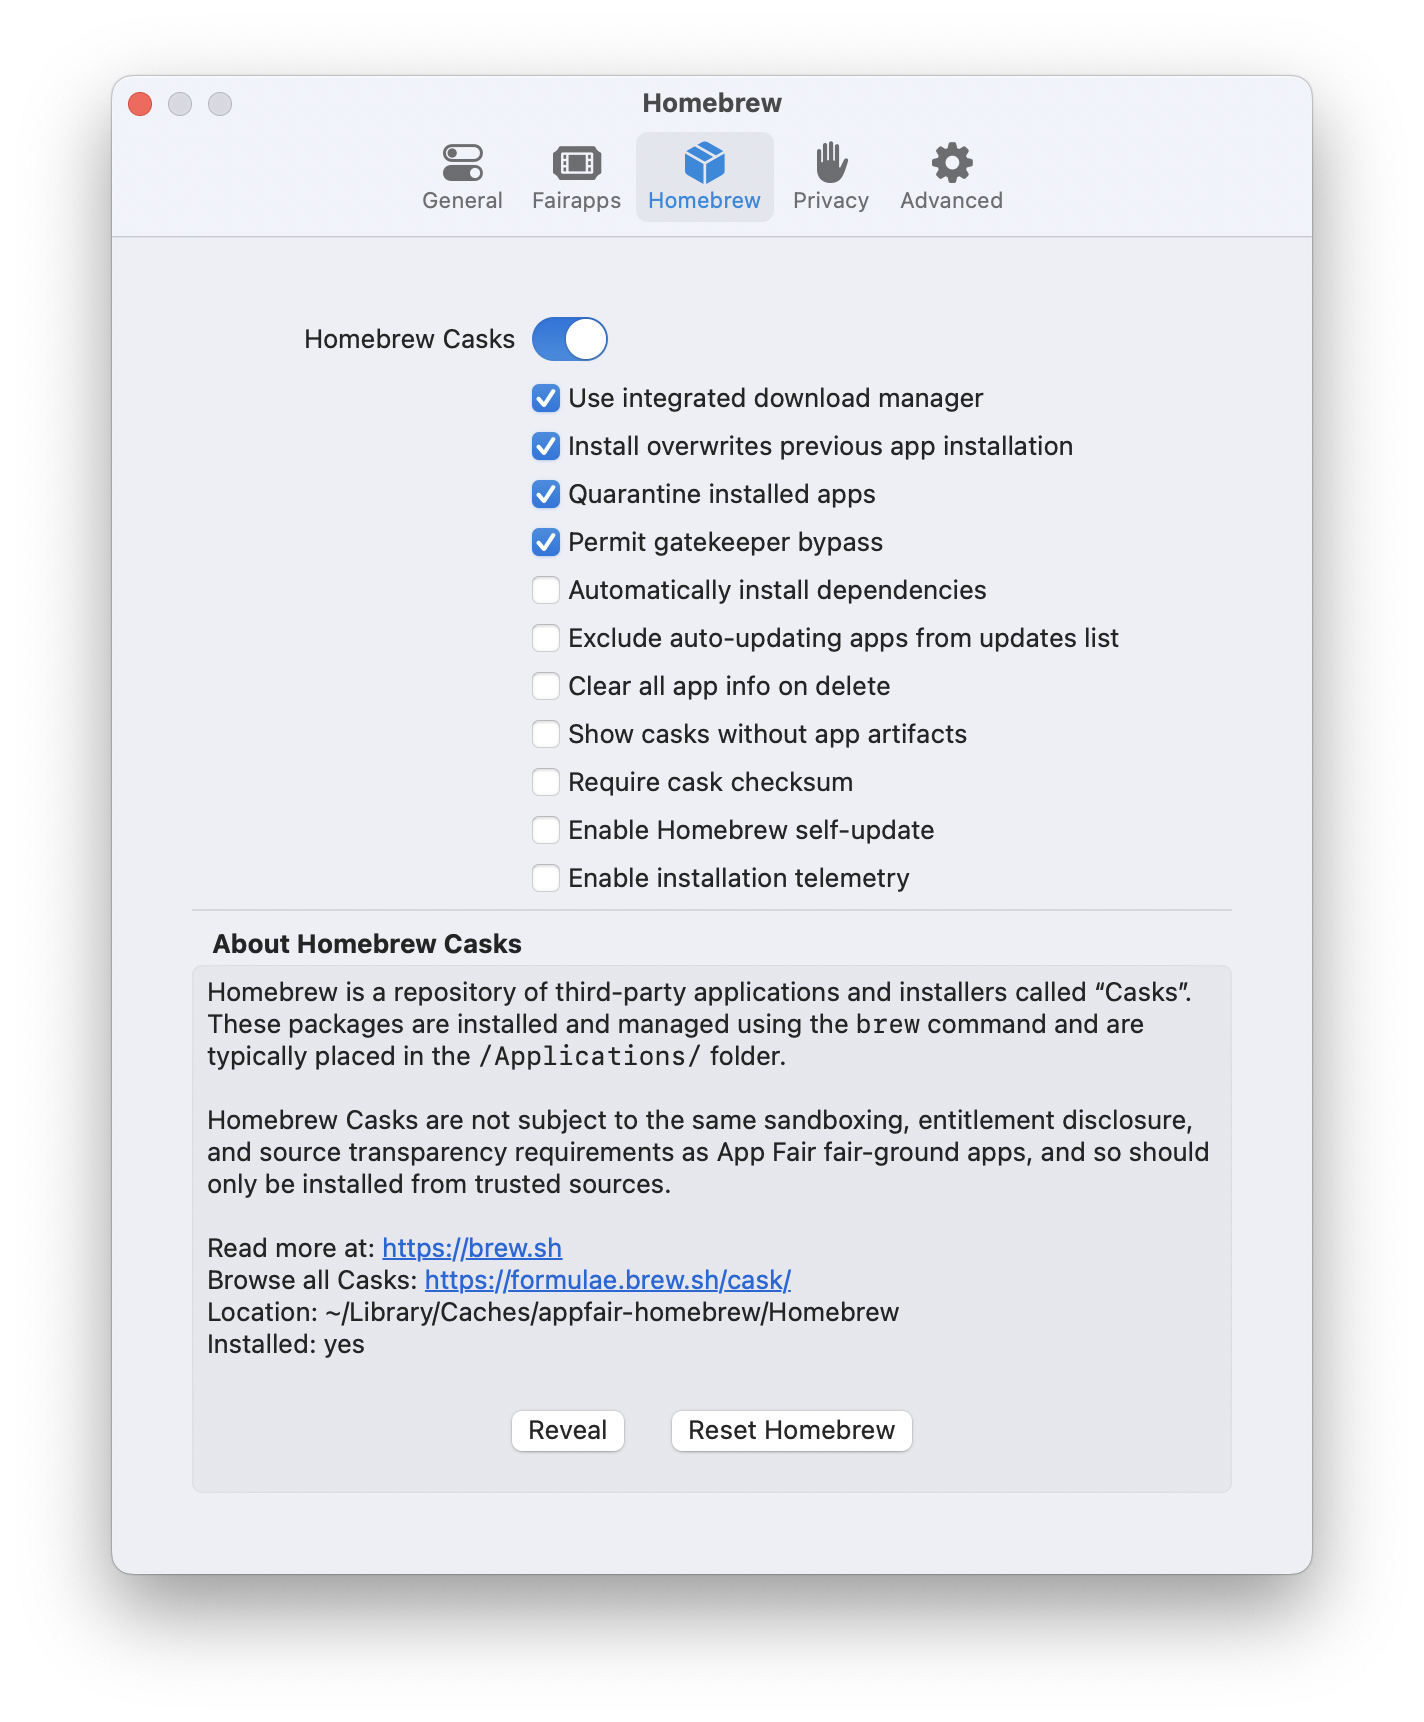 Homebrew
General
Fairapps
Homebrew
Privacy
Advanced
Homebrew Casks
Use integrated download manager
Install overwrites previous app installation
Quarantine installed apps
Permit gatekeeper bypass
Automatically install dependencies
Exclude auto-updating apps from updates list
Clear all app info on delete
Show casks without app artifacts
Require cask checksum
Enable Homebrew self-update
Enable installation telemetry
About Homebrew Casks
Homebrew is a repository of third-party applications and installers called “Casks”.
These packages are installed and managed using the brew command and are
typically placed in the /Applications/ folder.
Homebrew Casks are not subject to the same sandboxing, entitlement disclosure,
and source transparency requirements as App Fair fair-ground apps, and so should
only be installed from trusted sources.
Read more at: https://brew.sh
Browse all Casks: https://formulae.brew.sh/cask/
Location: ~/Library/Caches/appfair-homebrew/Homebrew
Installed: yes
Reveal
Reset Homebrew